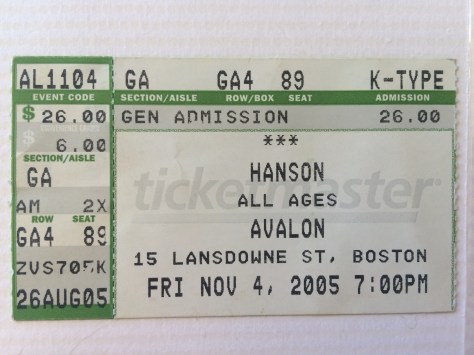 AL1104 GA GA4 89 K-TYPE
EVENT CODE SECTION/AISLE ROW/BOX SEAT ADMISSION
$ 26.00 GEN ADMISSION 26.00
$ 6.00
SECTION/AISLE
GA
AM 2X
ROW SEAT
GA4 89
ZVS705K
26AUG05
***
HANSON
ticketmaster®
ALL AGES
AVALON
15 LANSDOWNE ST, BOSTON
FRI NOV 4, 2005 7:00PM